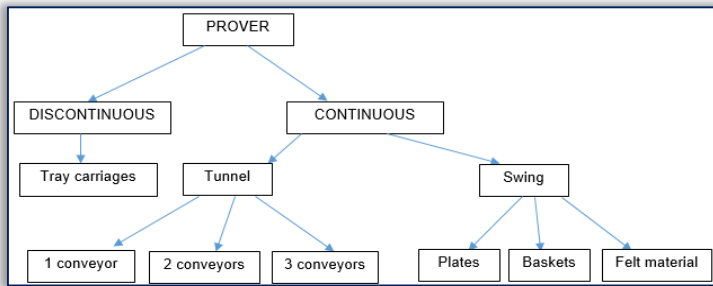 PROVER
DISCONTINUOUS
CONTINUOUS
Tray carriages
Tunnel
Swing
1 conveyor
2 conveyors
3 conveyors
Plates
Baskets
Felt material